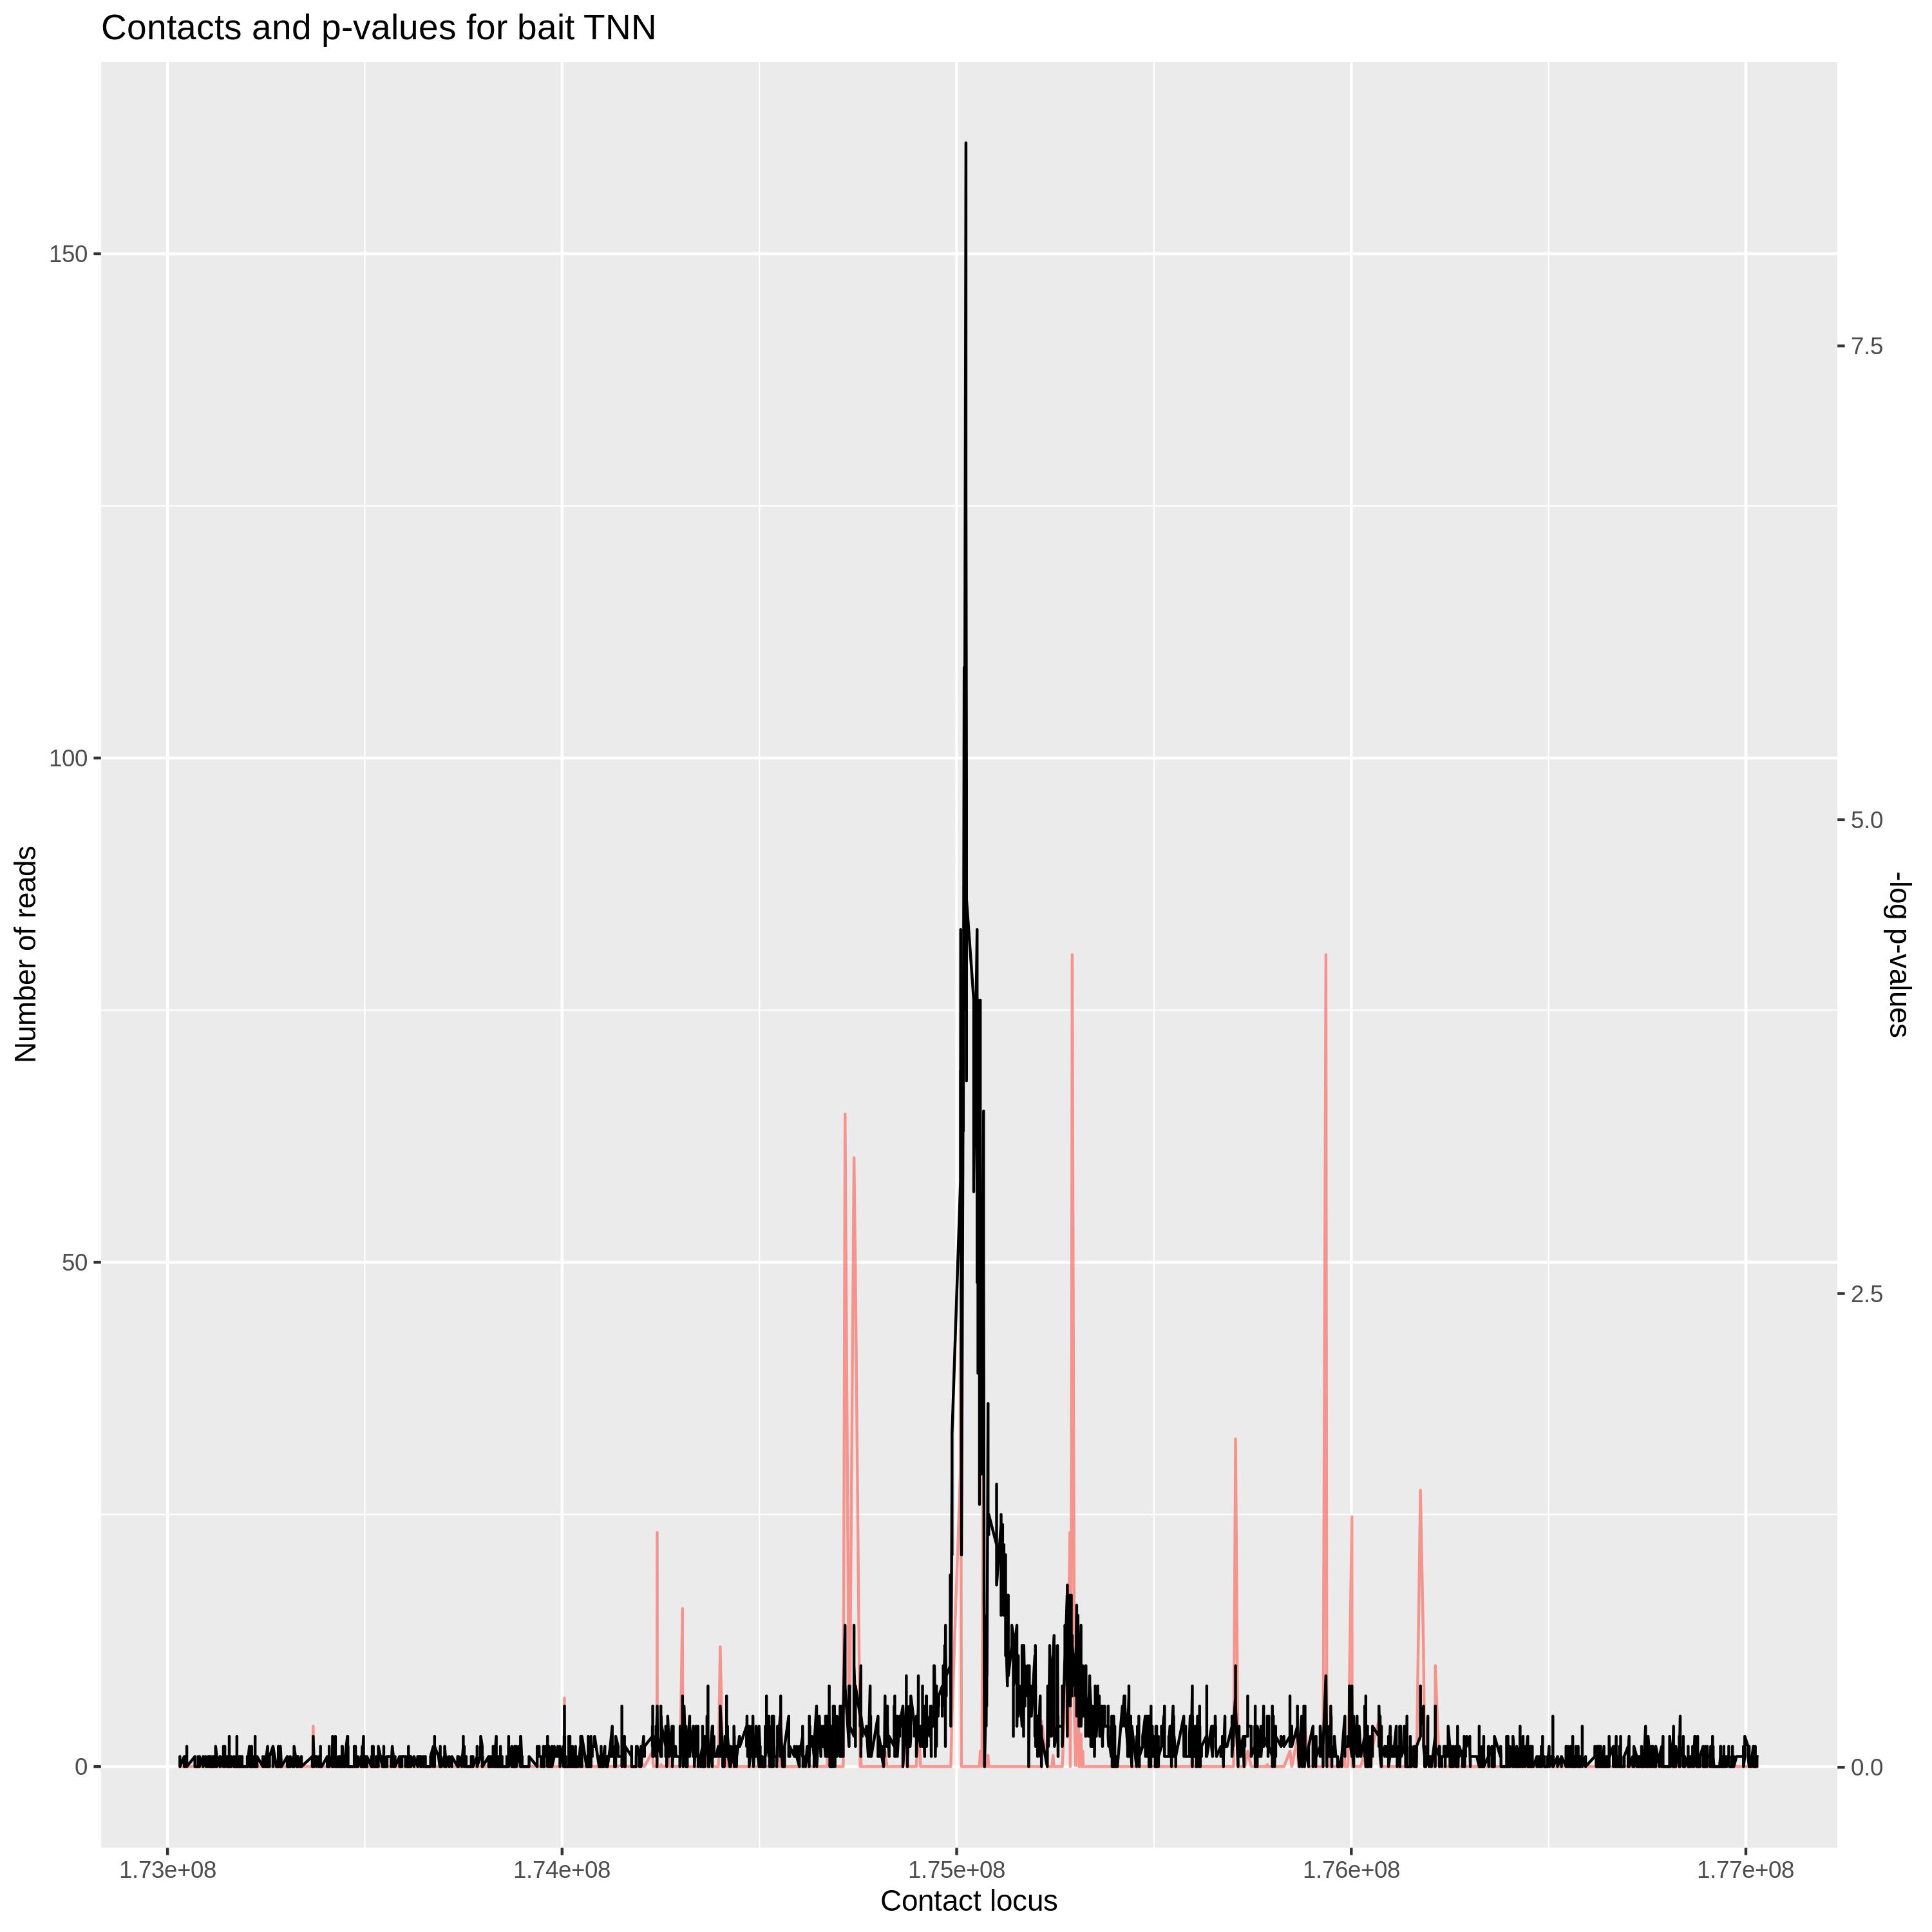 Contacts and p-values for bait TNN
150
100
50
0
Number of reads
7.5
5.0
2.5
0.0
-log p-values
1.73e+08
1.74e+08
1.75e+08
1.76e+08
1.77e+08
Contact locus